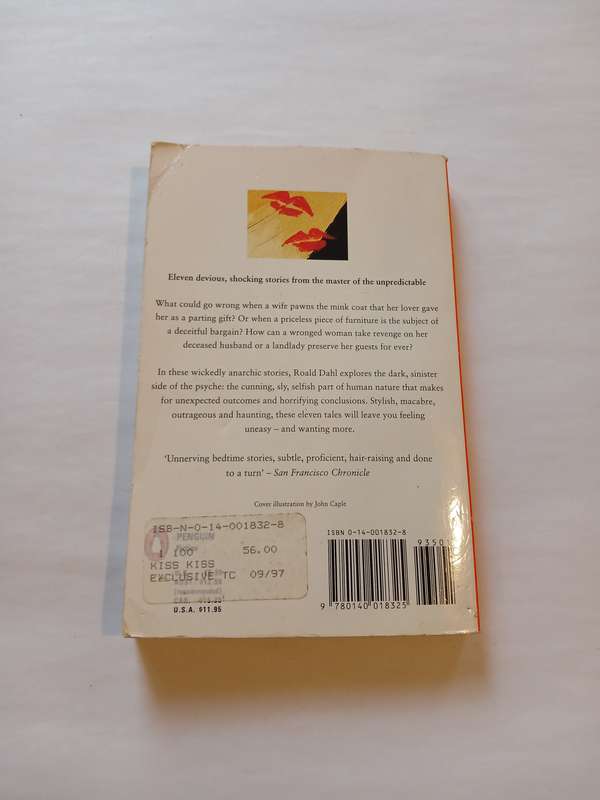 Eleven devious, shocking stories from the master of the unpredictable
What could go wrong when a wife pawns the mink coat that her lover gave
her as a parting gift? Or when a priceless piece of furniture is the subject of
a deceitful bargain? How can a wronged woman take revenge on her
deceased husband or a landlady preserve her guests for ever?
In these wickedly anarchic stories, Roald Dahl explores the dark, sinister
side of the psyche: the cunning, sly, selfish part of human nature that makes
for unexpected outcomes and horrifying conclusions. Stylish, macabre,
outrageous and haunting, these eleven tales will leave you feeling
uneasy – and wanting more.
‘Unnerving bedtime stories, subtle, proficient, hair-raising and done
to a turn’ – San Francisco Chronicle
Cover illustration by John Caple
ISB-N-0-14-001832-8
PENGUIN
1/100 56.00
KISS KISS
EXCLUSIVE TC 09/97
(recommended)
U.S.A. $11.95
ISBN 0-14-001832-8
9 780140 018325